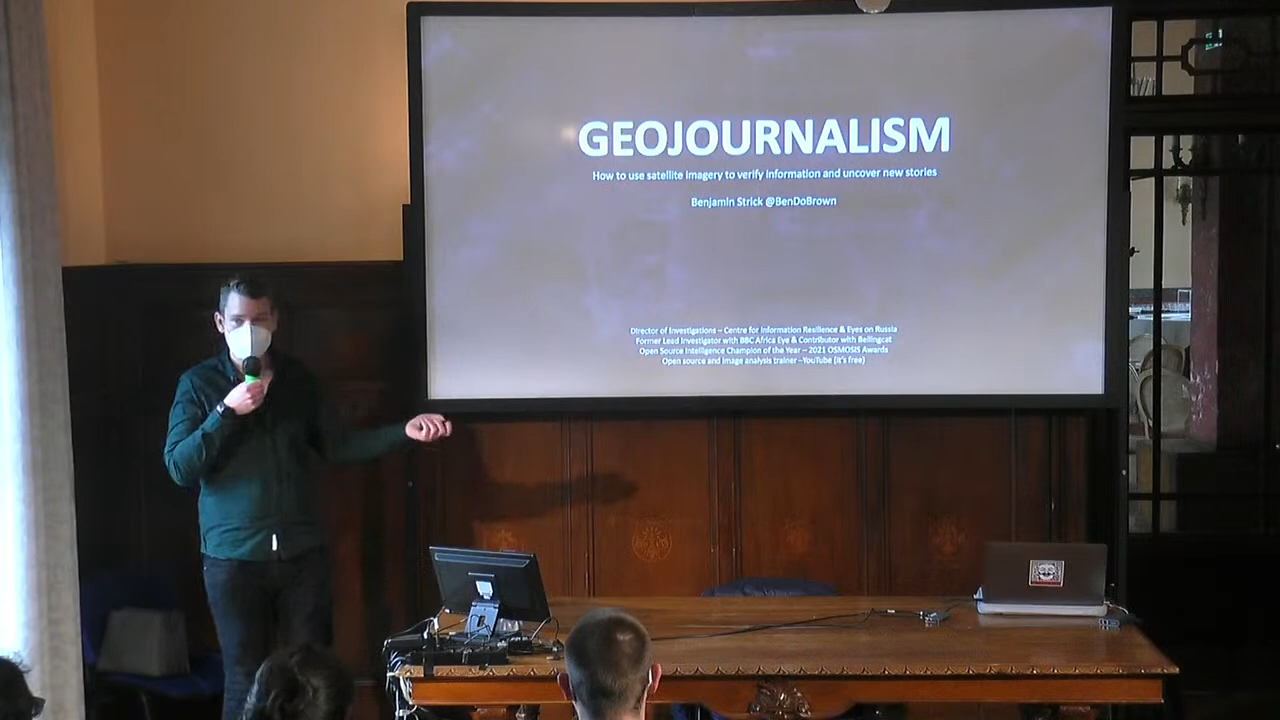 GEOJOURNALISM
How to use satellite imagery to verify information and uncover new stories
Benjamin Strick @BenDoBrown
Director of Investigations – Centre for Information Resilience & Eyes on Russia
Former Lead Investigator with BBC Africa Eye & Contributor with Bellingcat
Open Source Intelligence Champion of the Year – 2021 OSMOSIS Awards
Open source and image analysis trainer –YouTube (it's free)